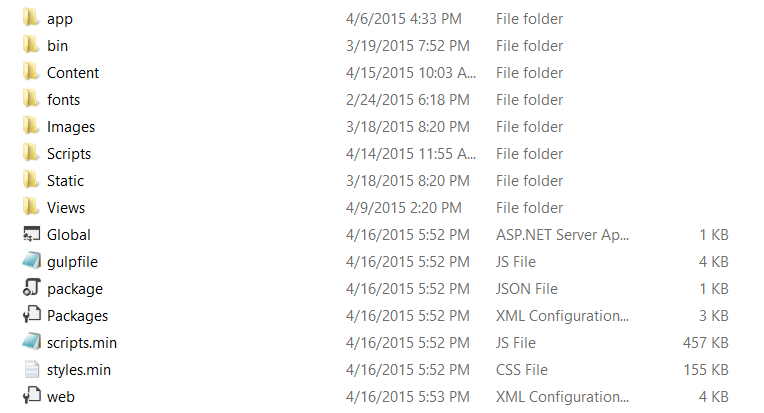 app 4/6/2015 4:33 PM File folder
bin 3/19/2015 7:52 PM File folder
Content 4/15/2015 10:03 A... File folder
fonts 2/24/2015 6:18 PM File folder
Images 3/18/2015 8:20 PM File folder
Scripts 4/14/2015 11:55 A... File folder
Static 3/18/2015 8:20 PM File folder
Views 4/9/2015 2:20 PM File folder
Global 4/16/2015 5:52 PM ASP.NET Server Ap... 1 KB
gulpfile 4/16/2015 5:52 PM JS File 4 KB
package 4/16/2015 5:52 PM JSON File 1 KB
Packages 4/16/2015 5:52 PM XML Configuration... 3 KB
scripts.min 4/16/2015 5:52 PM JS File 457 KB
styles.min 4/16/2015 5:52 PM CSS File 155 KB
web 4/16/2015 5:53 PM XML Configuration... 4 KB